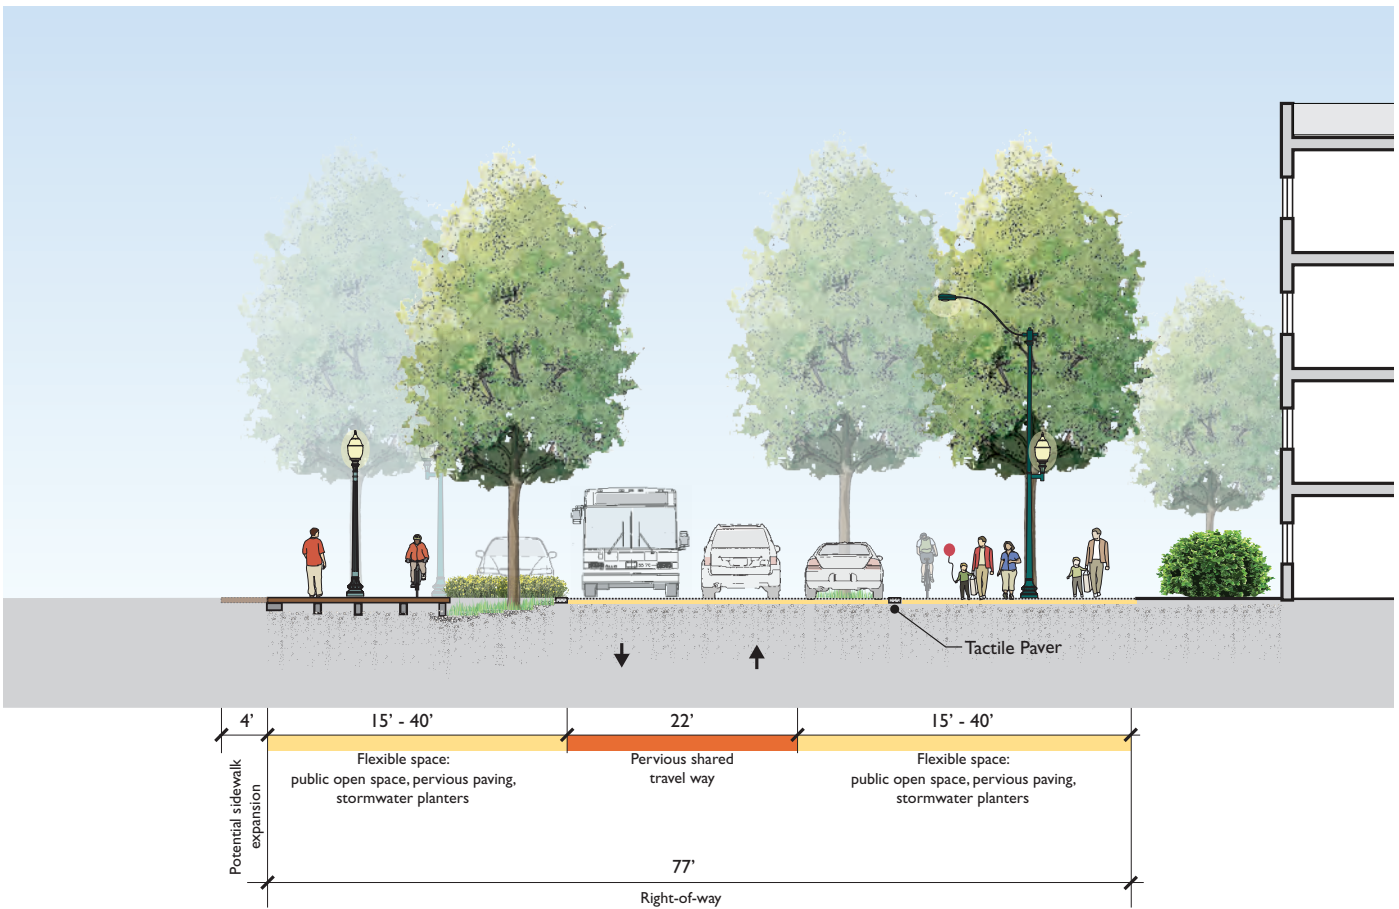 Tactile Paver
4’
15’ - 40’
22’
15’ - 40’
Potential sidewalk
expansion
Flexible space:
public open space, pervious paving,
stormwater planters
Pervious shared
travel way
Flexible space:
public open space, pervious paving,
stormwater planters
77’
Right-of-way